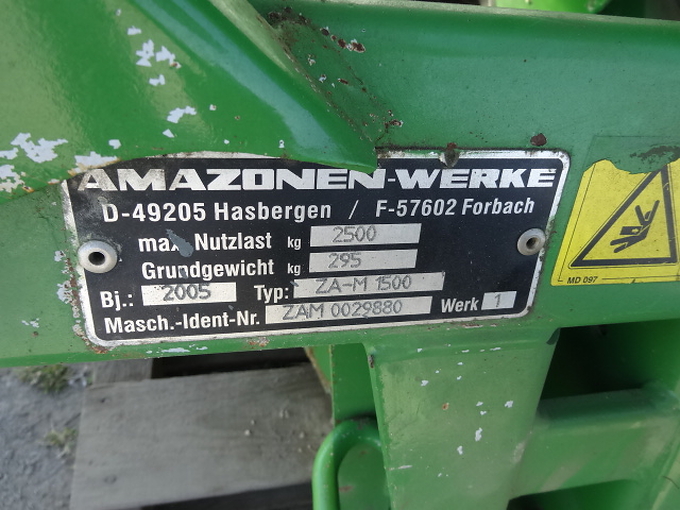 AMAZONEN-WERKE
D-49205 Hasbergen / F-57602 Forbach
max. Nutzlast kg 2500
Grundgewicht kg 295
Bj.: 2005 Typ: ZA-M 1500
Masch.-Ident-Nr. ZAM 0029880 Werk 1
MD 097